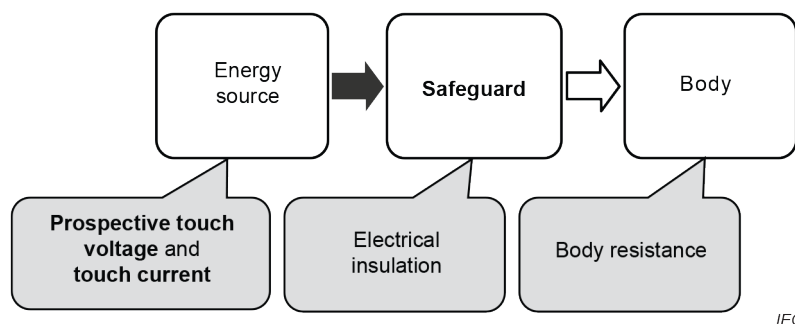 Energy
source
Safeguard
Body
Prospective touch
voltage and
touch current
Electrical
insulation
Body resistance